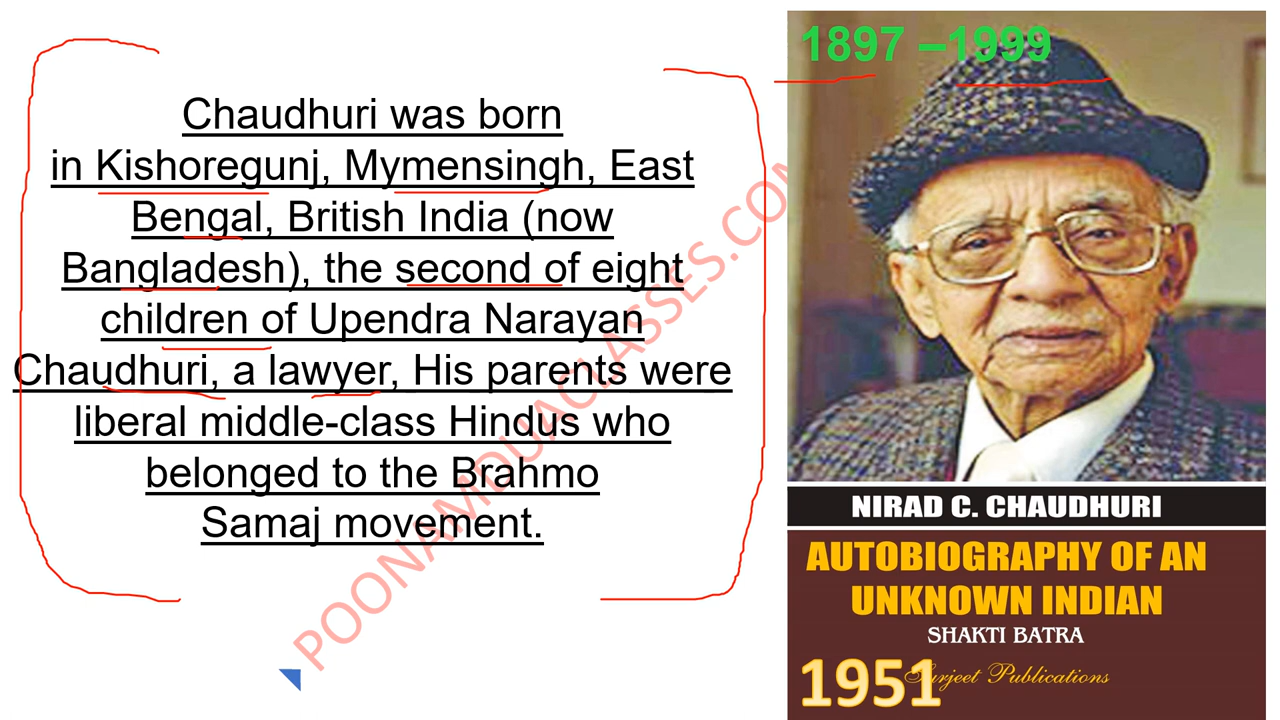 Chaudhuri was born
in Kishoregunj, Mymensingh, East
Bengal, British India (now
Bangladesh), the second of eight
children of Upendra Narayan
Chaudhuri, a lawyer, His parents were
liberal middle-class Hindus who
belonged to the Brahmo
Samaj movement.
POONAMDUACLASSES.COM
1897 –1999
NIRAD C. CHAUDHURI
AUTOBIOGRAPHY OF AN
UNKNOWN INDIAN
SHAKTI BATRA
1951
Surjeet Publications